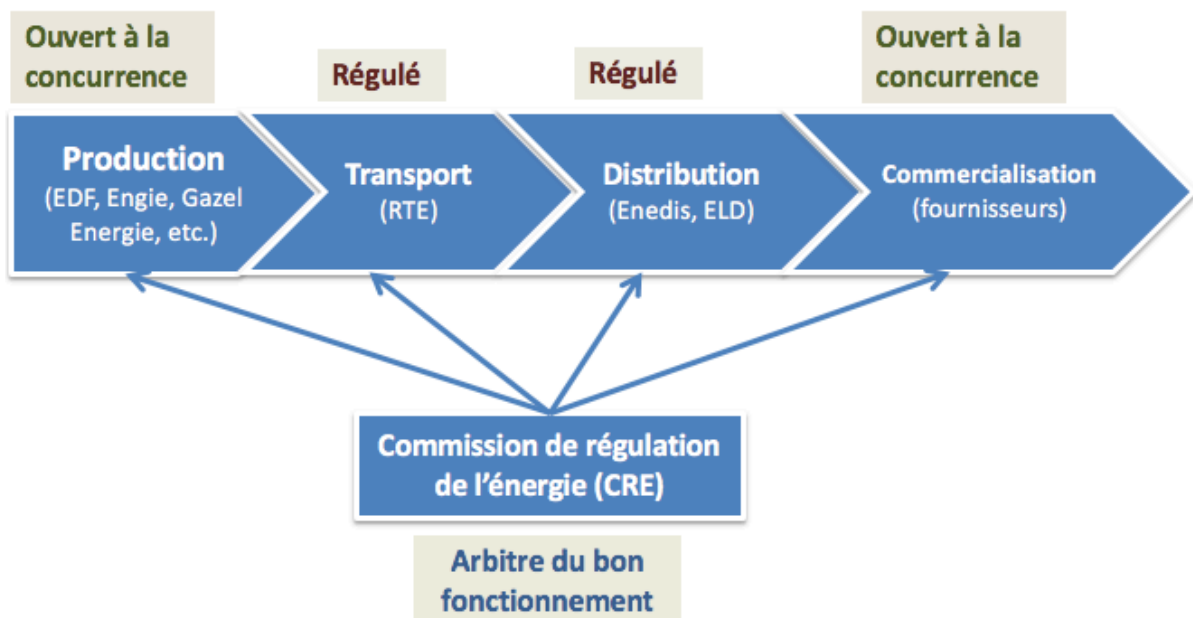 Ouvert à la
concurrence
Régulé
Régulé
Ouvert à la
concurrence
Production
(EDF, Engie, Gazel
Energie, etc.)
Transport
(RTE)
Distribution
(Enedis, ELD)
Commercialisation
(fournisseurs)
Commission de régulation
de l'énergie (CRE)
Arbitre du bon
fonctionnement